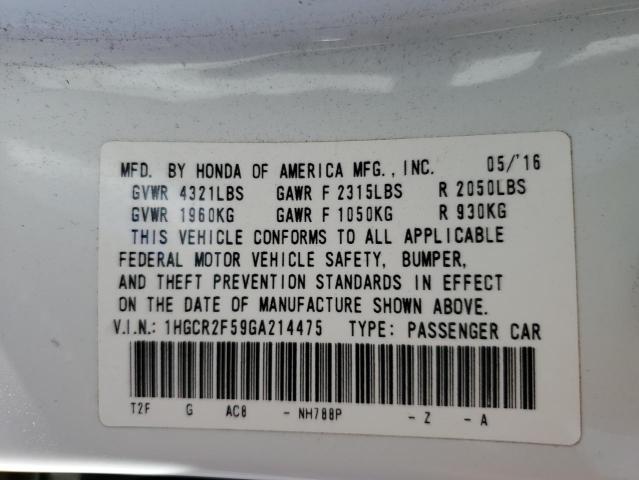 MFD. BY HONDA OF AMERICA MFG., INC. 05/'16
GVWR 4321LBS GAWR F 2315LBS R 2050LBS
GVWR 1960KG GAWR F 1050KG R 930KG
THIS VEHICLE CONFORMS TO ALL APPLICABLE
FEDERAL MOTOR VEHICLE SAFETY, BUMPER,
AND THEFT PREVENTION STANDARDS IN EFFECT
ON THE DATE OF MANUFACTURE SHOWN ABOVE.
V.I.N.: 1HGCR2F59GA214475 TYPE: PASSENGER CAR
T2F G AC8 - NH788P - Z - A